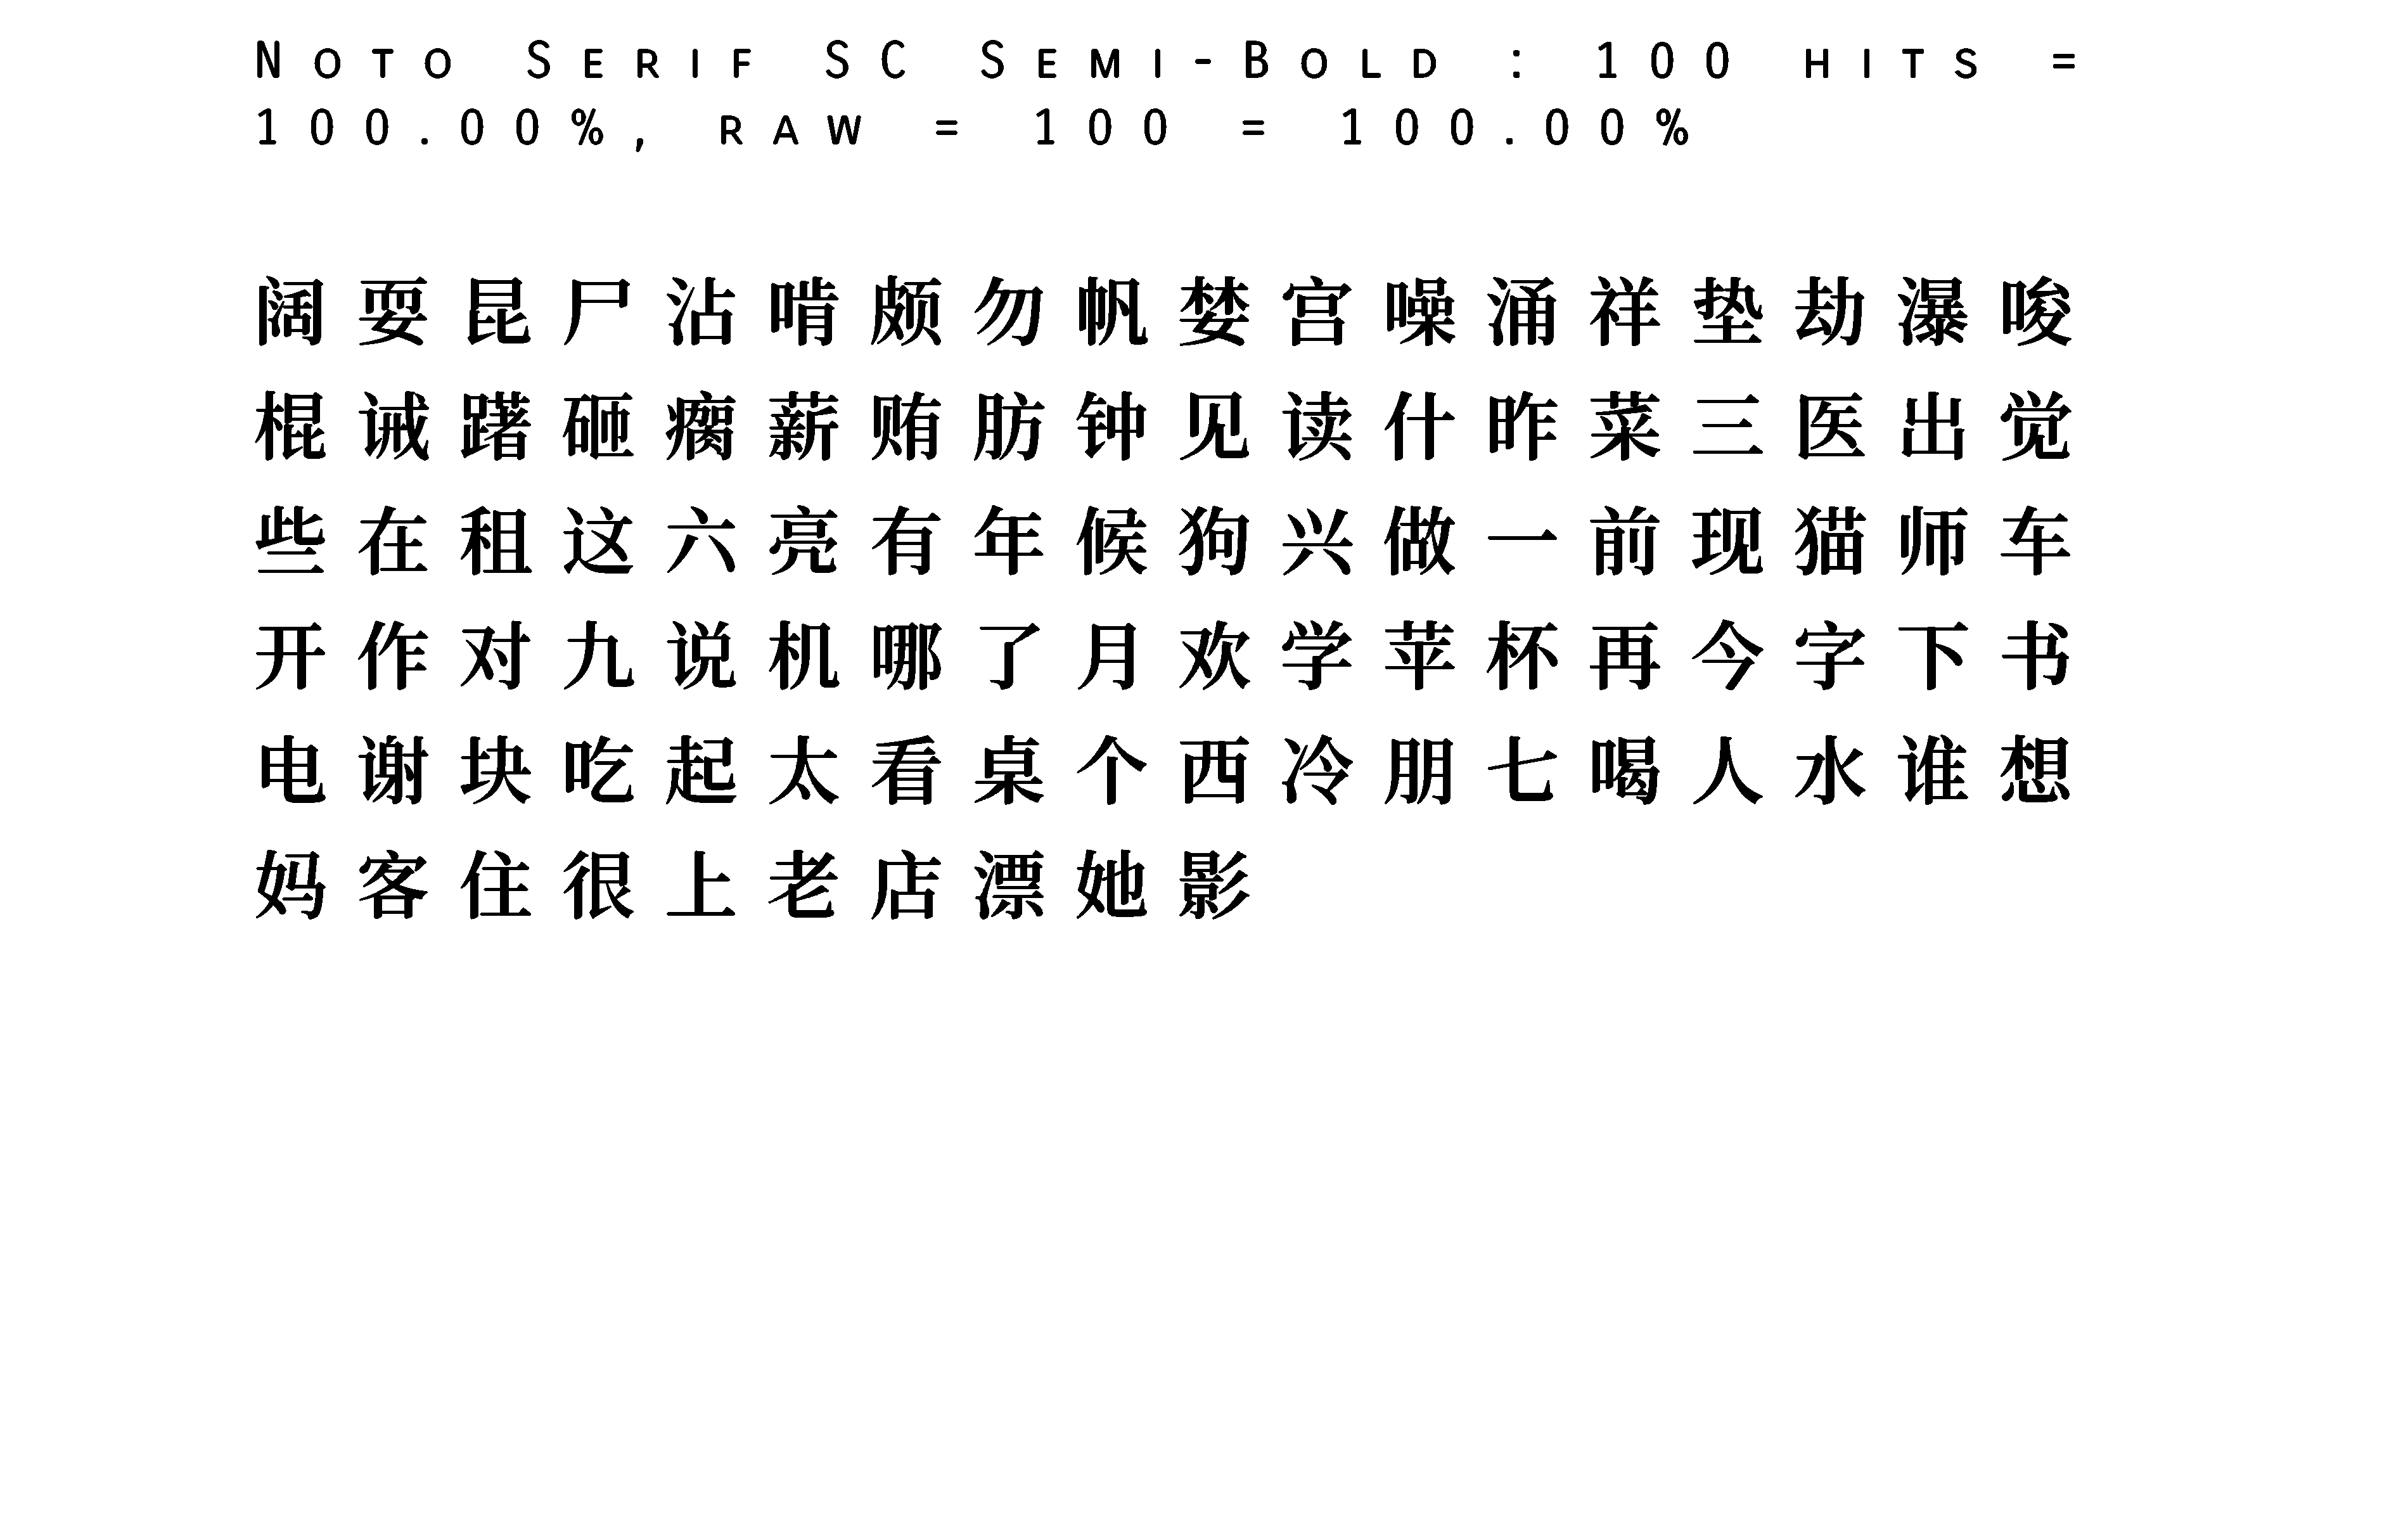 Noto Serif SC Semi-Bold : 100 hits =
100.00%, raw = 100 = 100.00%
阔 耍 昆 尸 沾 啃 颇 勿 帆 婪 宫 噪 涌 祥 垫 劫 瀑 唆
棍 诫 躇 砸 瘸 薪 贿 肪 钟 见 读 什 昨 菜 三 医 出 觉
些 在 租 这 六 亮 有 年 候 狗 兴 做 一 前 现 猫 师 车
开 作 对 九 说 机 哪 了 月 欢 学 苹 杯 再 今 字 下 书
电 谢 块 吃 起 太 看 桌 个 西 冷 朋 七 喝 人 水 谁 想
妈 客 住 很 上 老 店 漂 她 影